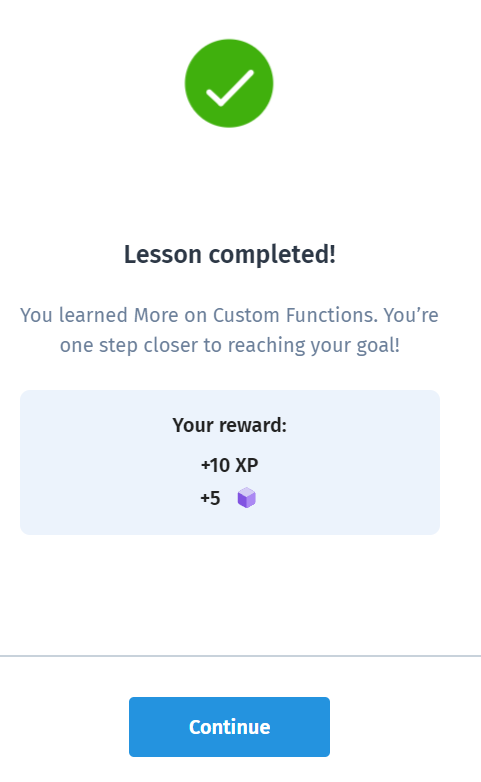 Lesson completed!
You learned More on Custom Functions. You’re
one step closer to reaching your goal!
Your reward:
+10 XP
+5
Continue